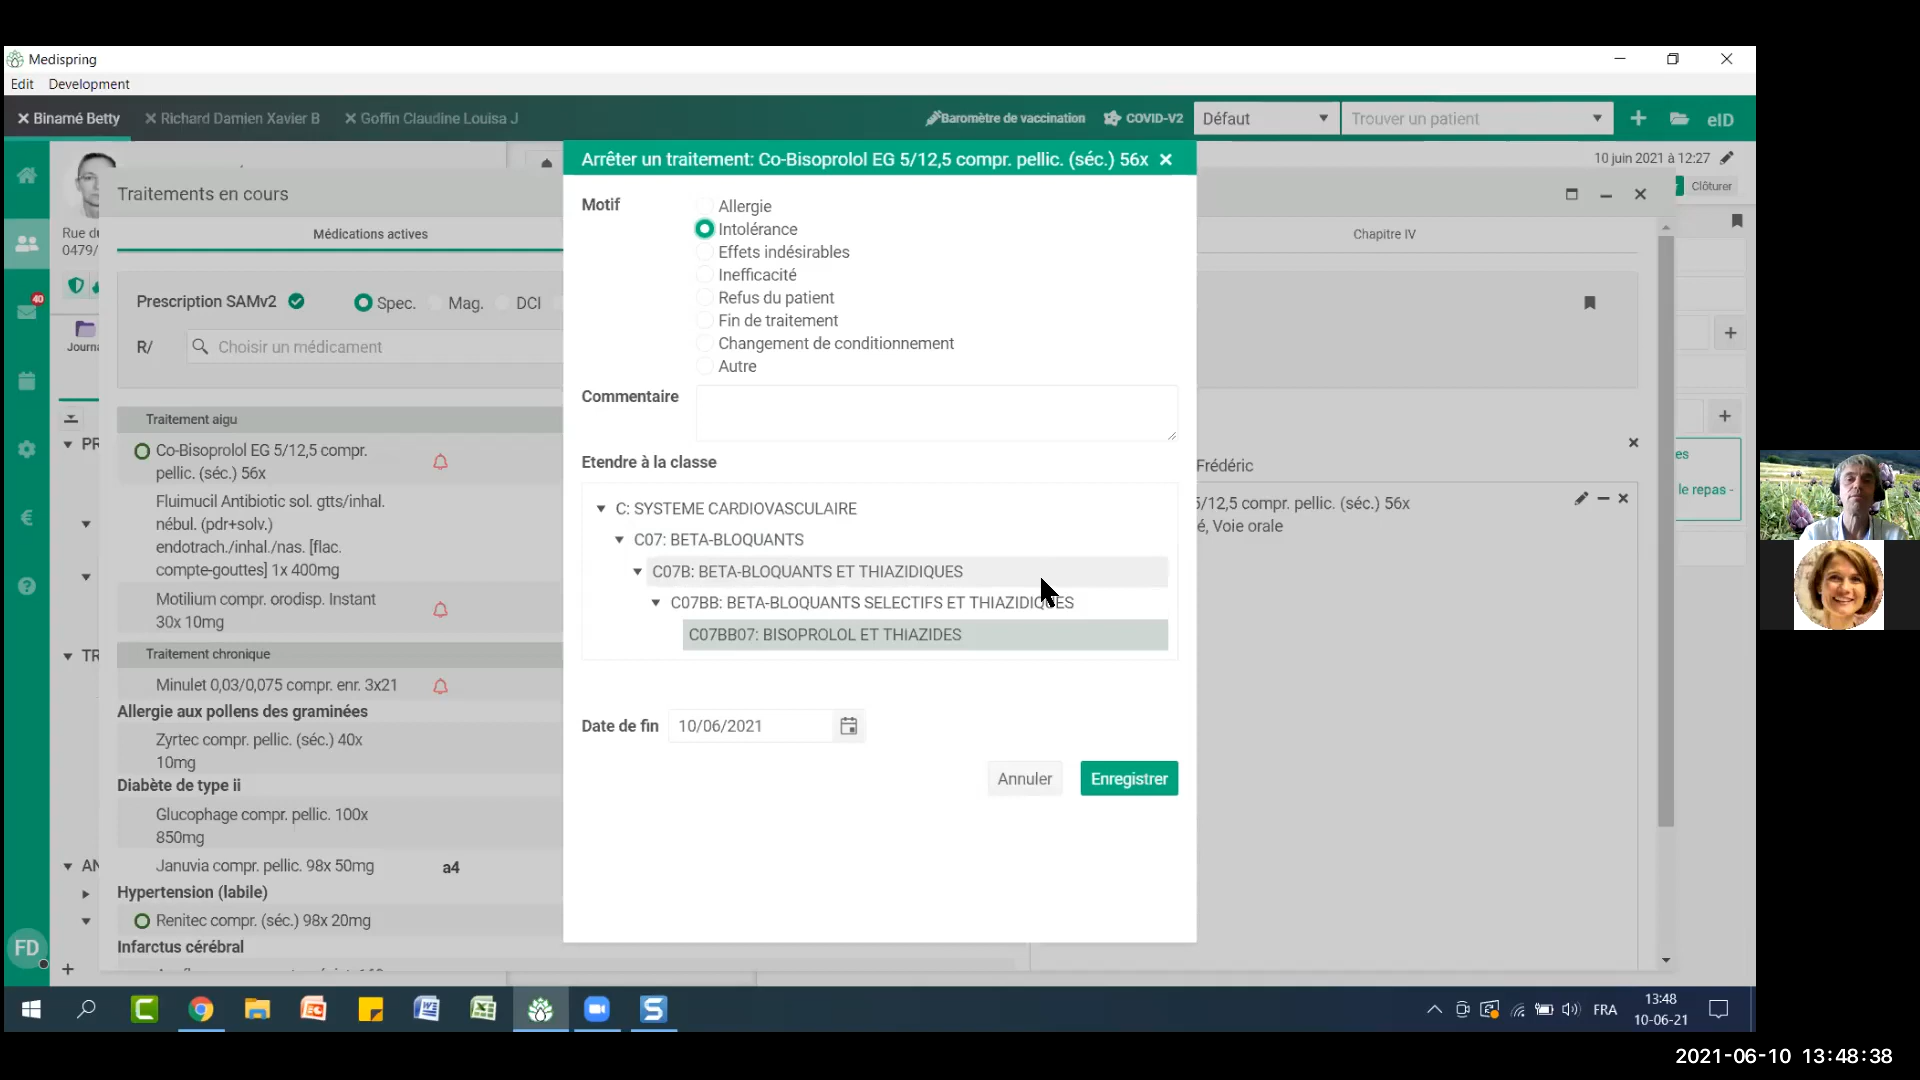 Medispring
Edit Development
Binamé Betty Richard Damien Xavier B Goffin Claudine Louisa J Baromètre de vaccination COVID-V2 Défaut Trouver un patient eID
Arrêter un traitement: Co-Bisoprolol EG 5/12,5 compr. pellic. (séc.) 56x
10 juin 2021 à 12:27
Clôturer
Traitements en cours
Rue du
0479/
Médications actives
Chapitre IV
40
Prescription SAMv2 Spec. Mag. DCI
Journa
R/ Choisir un médicament
Motif
Allergie
Intolérance
Effets indésirables
Inefficacité
Refus du patient
Fin de traitement
Changement de conditionnement
Autre
Commentaire
Etendre à la classe
C: SYSTEME CARDIOVASCULAIRE
C07: BETA-BLOQUANTS
C07B: BETA-BLOQUANTS ET THIAZIDIQUES
C07BB: BETA-BLOQUANTS SELECTIFS ET THIAZIDIQUES
C07BB07: BISOPROLOL ET THIAZIDES
Date de fin 10/06/2021
Annuler Enregistrer
Traitement aigu
PR
Co-Bisoprolol EG 5/12,5 compr.
pellic. (séc.) 56x
Fluimucil Antibiotic sol. gtts/inhal.
nébul. (pdr+solv.)
endotrach./inhal./nas. [flac.
compte-gouttes] 1x 400mg
Motilium compr. orodisp. Instant
30x 10mg
TR
Traitement chronique
Minulet 0,03/0,075 compr. enr. 3x21
Allergie aux pollens des graminées
Zyrtec compr. pellic. (séc.) 40x
10mg
Diabète de type ii
Glucophage compr. pellic. 100x
850mg
AN
Januvia compr. pellic. 98x 50mg a4
Hypertension (labile)
Renitec compr. (séc.) 98x 20mg
Infarctus cérébral
FD
Frédéric
5/12,5 compr. pellic. (séc.) 56x
é, Voie orale
es
le repas -
FRA
13:48
10-06-21
2021-06-10 13:48:38